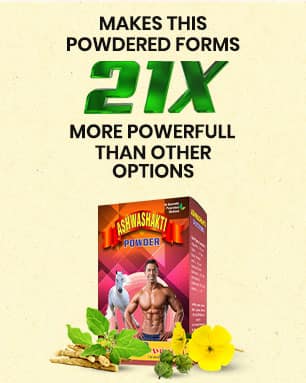 MAKES THIS
POWDERED FORMS
21X
MORE POWERFULL
THAN OTHER
OPTIONS
ASHWASHAKTI
POWDER